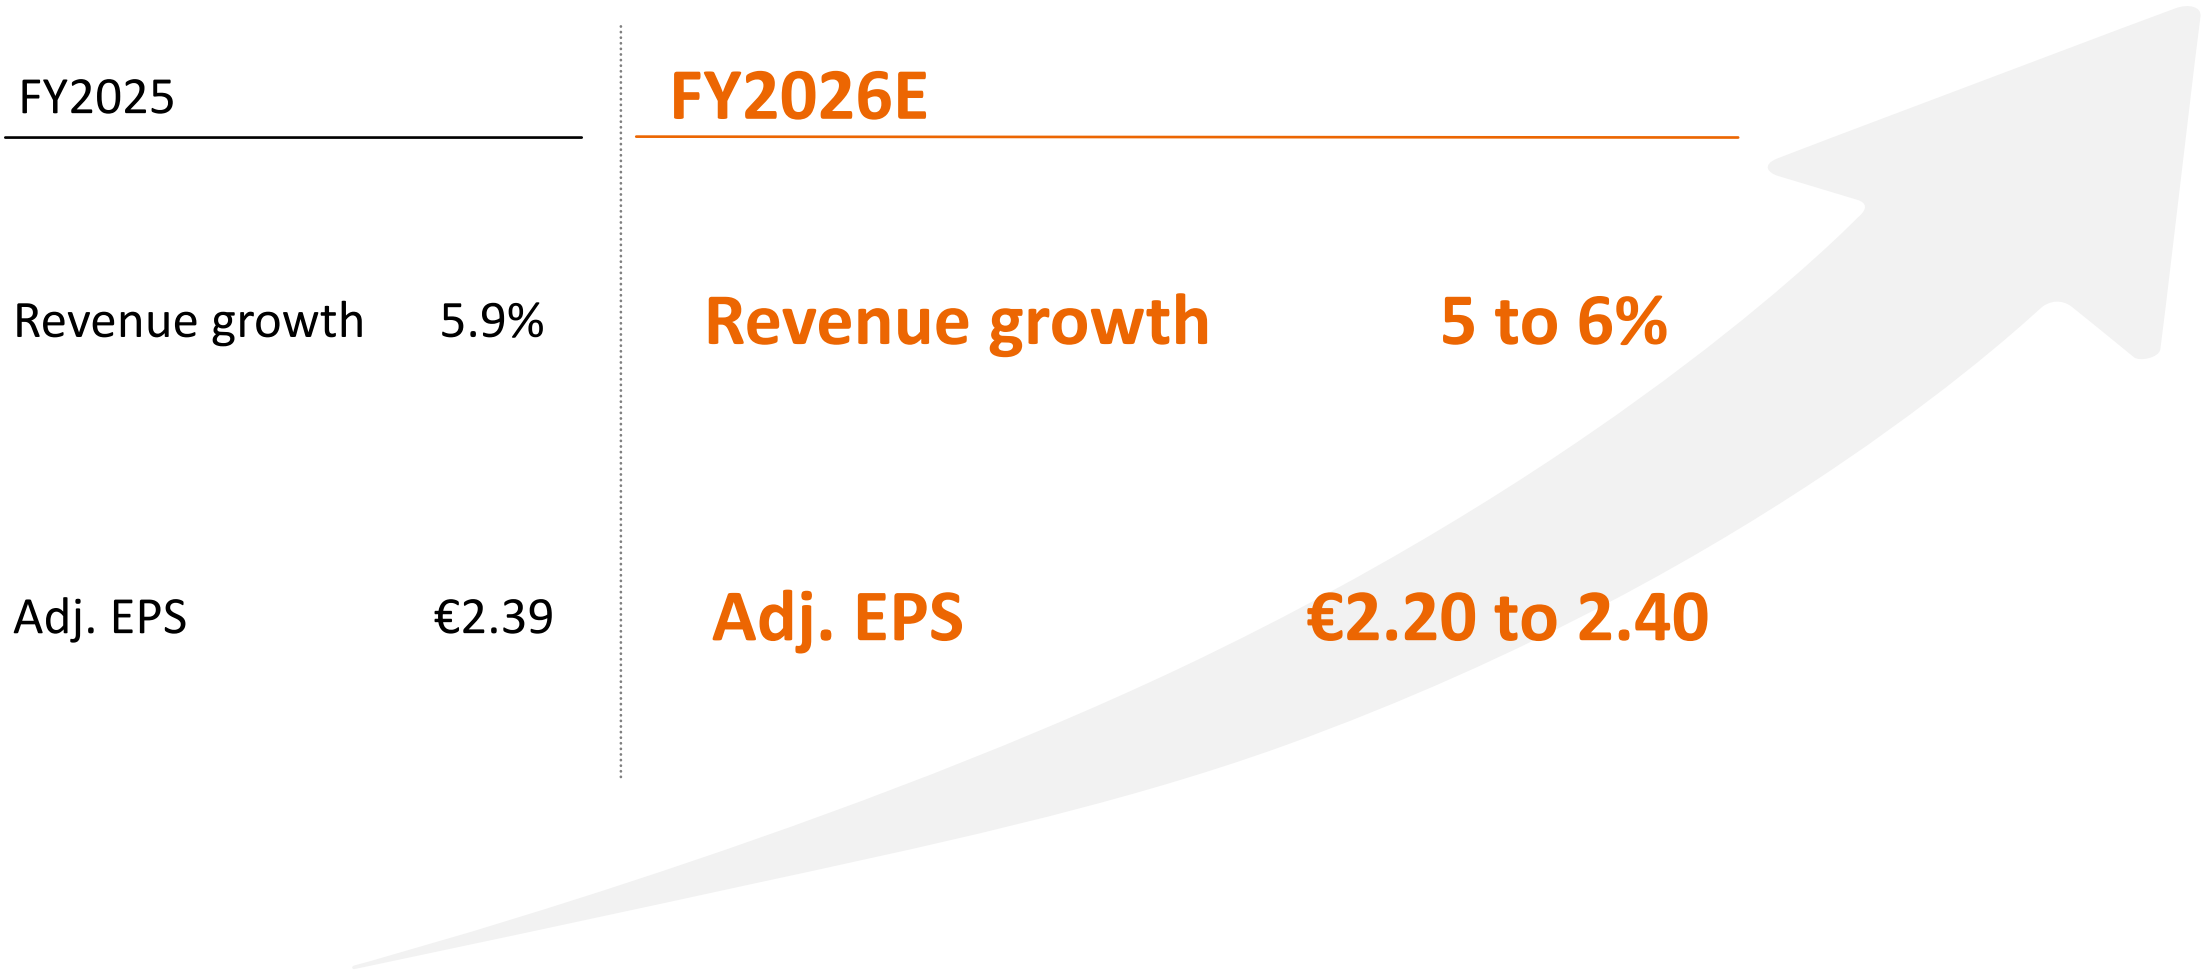 FY2025
FY2026E
Revenue growth 5.9%
Revenue growth 5 to 6%
Adj. EPS €2.39
Adj. EPS €2.20 to 2.40